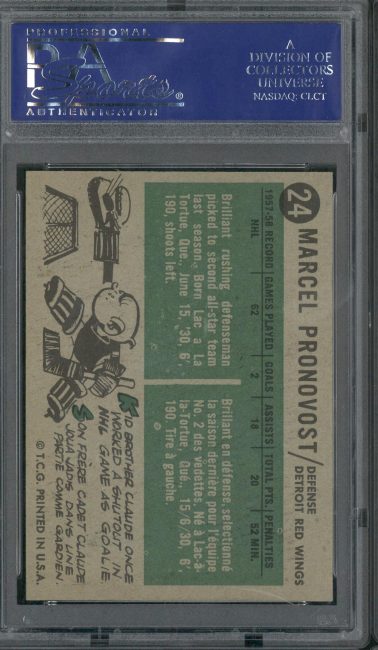 PROFESSIONAL
PSA
Sports
®
AUTHENTICATOR
A
DIVISION OF
COLLECTORS
UNIVERSE
NASDAQ: CLCT
24 MARCEL PRONOVOST/ DEFENSE
DETROIT RED WINGS
1957-58 RECORD GAMES PLAYED GOALS ASSISTS TOTAL PTS. PENALTIES
NHL 62 2 18 20 52 MIN.
Brilliant rushing defenseman
picked to second all-star team
last season. Born Lac a La
Tortue, Que., june 15, '30, 6',
190, shoots left.
Brillant en défense selectionné
la saison dernière pour l'équipe
No. 2 des vedettes. Né à Lac-à-
la-Tortue, Qué., 15/6/30, 6',
190. Tire à gauche
KID BROTHER CLAUDE ONCE
WORKED A SHUTOUT IN
NHL GAME AS GOALIE.
SON FRÈRE CADET CLAUDE
JOUA JADIS DANS UNE
PARTIE COMME GARDIEN.
© T.C.G. PRINTED IN U.S.A.